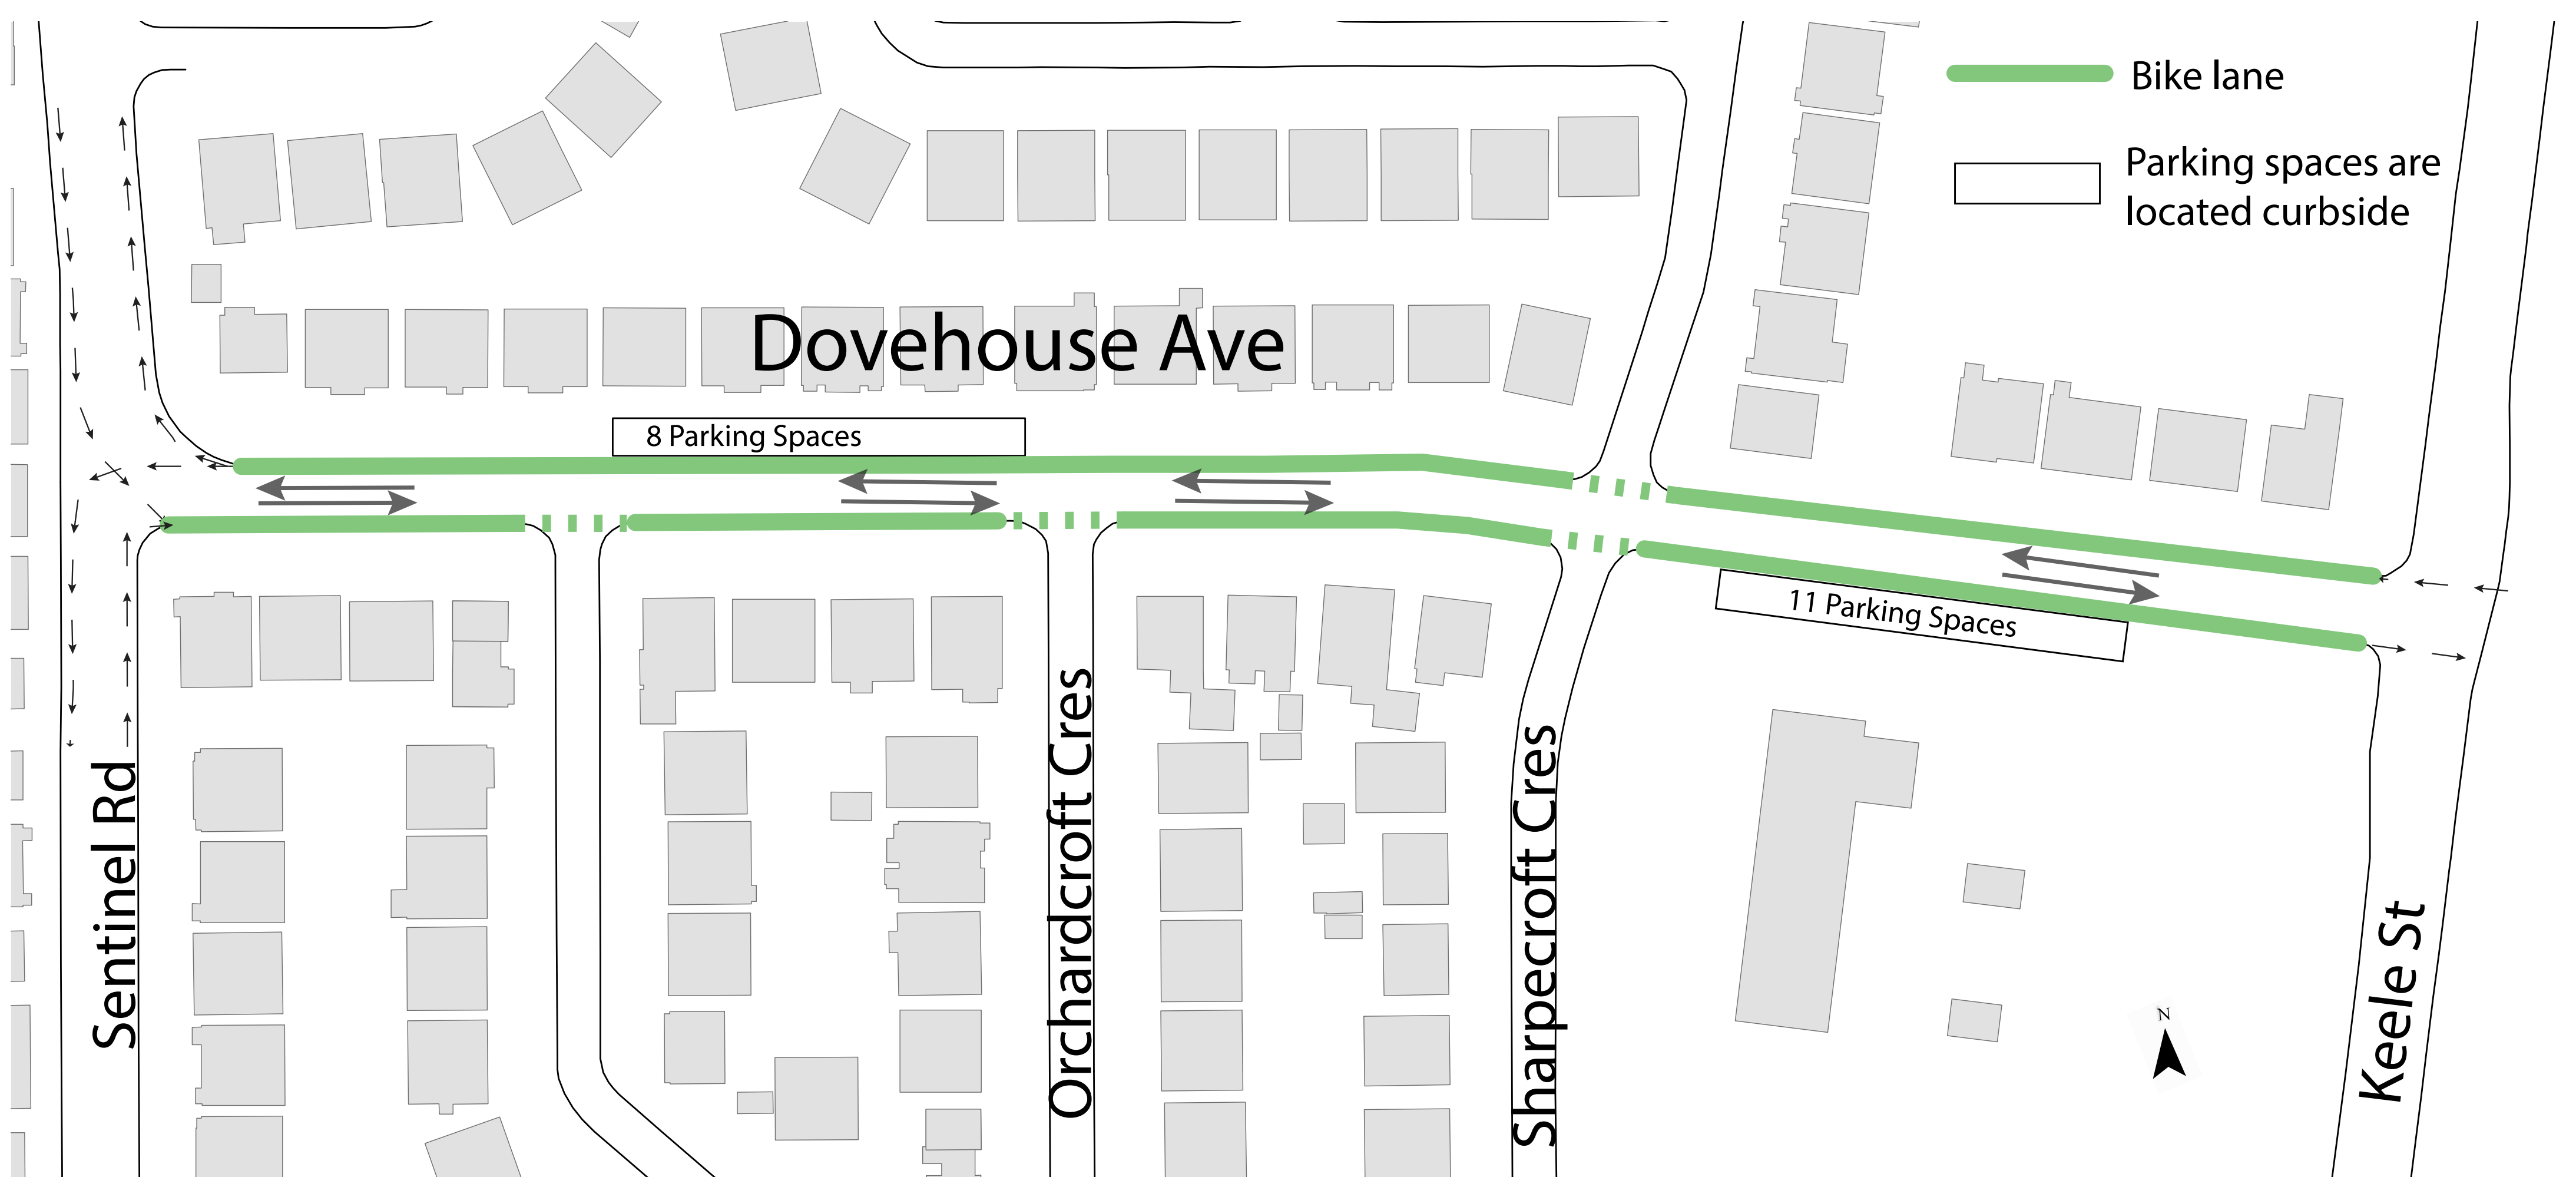 Bike lane
Parking spaces are
located curbside
Dovehouse Ave
8 Parking Spaces
11 Parking Spaces
Sentinel Rd
Orchardcroft Cres
Sharpecroft Cres
Keele St
N